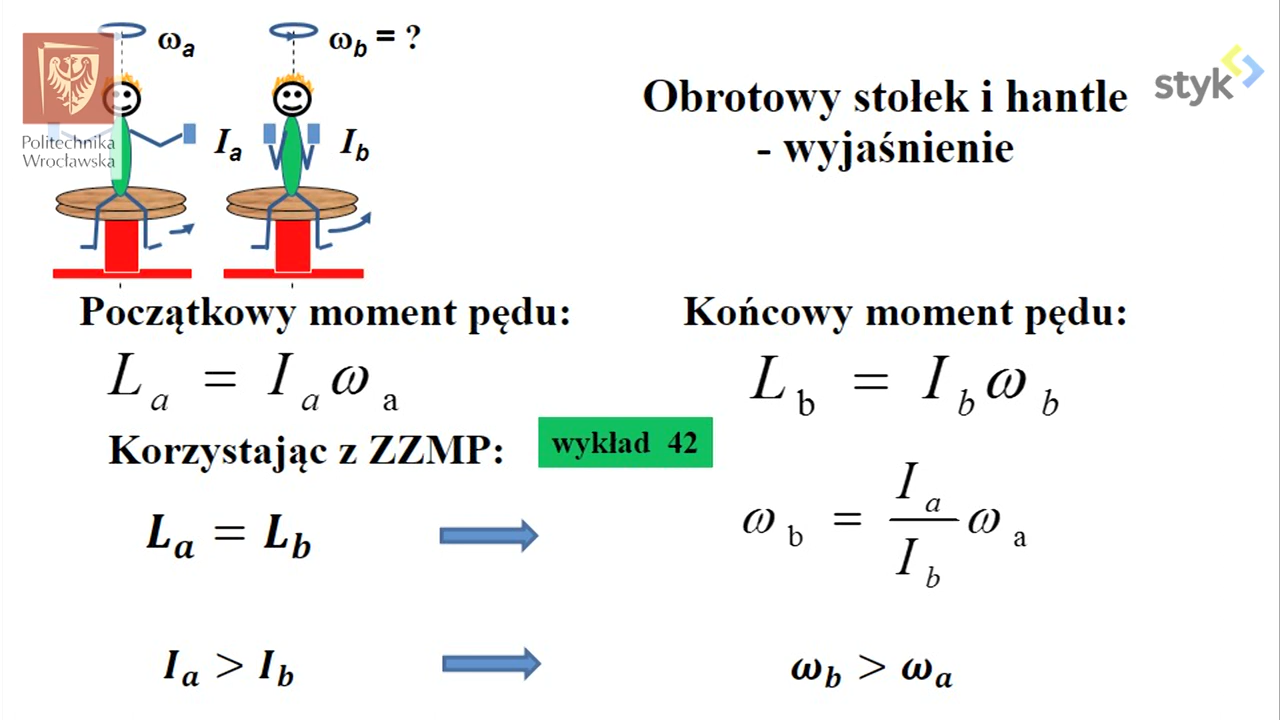 ωa
ωb = ?
Ia
Ib
Politechnika
Wrocławska
styk
Obrotowy stołek i hantle
- wyjaśnienie
Początkowy moment pędu:
La = Iaωa
Końcowy moment pędu:
Lb = Ibωb
Korzystając z ZZMP:
wykład 42
La = Lb
ωb = Ia/Ib ωa
Ia > Ib
ωb > ωa